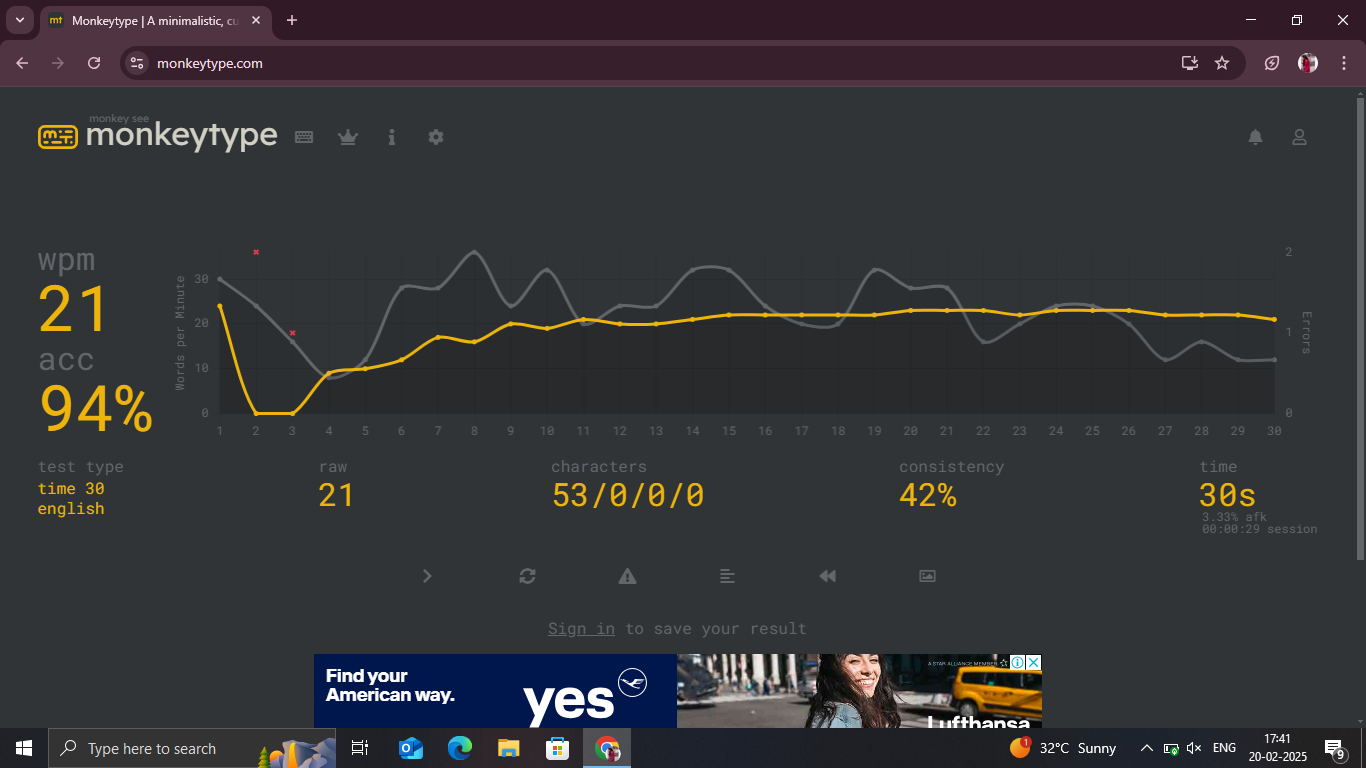 Monkeytype | A minimalistic, cu
monkeytype.com
monkey see
monkeytype
wpm
21
acc
94%
Words per Minute
30
20
10
0
2
1
0
Errors
1 2 3 4 5 6 7 8 9 10 11 12 13 14 15 16 17 18 19 20 21 22 23 24 25 26 27 28 29 30
test type
time 30
english
raw
21
characters
53/0/0/0
consistency
42%
time
30s
3.33% afk
00:00:29 session
Sign in to save your result
Find your
American way.
yes
A STAR ALLIANCE MEMBER
Lufthansa
Type here to search
1
32°C Sunny
ENG
17:41
20-02-2025
9